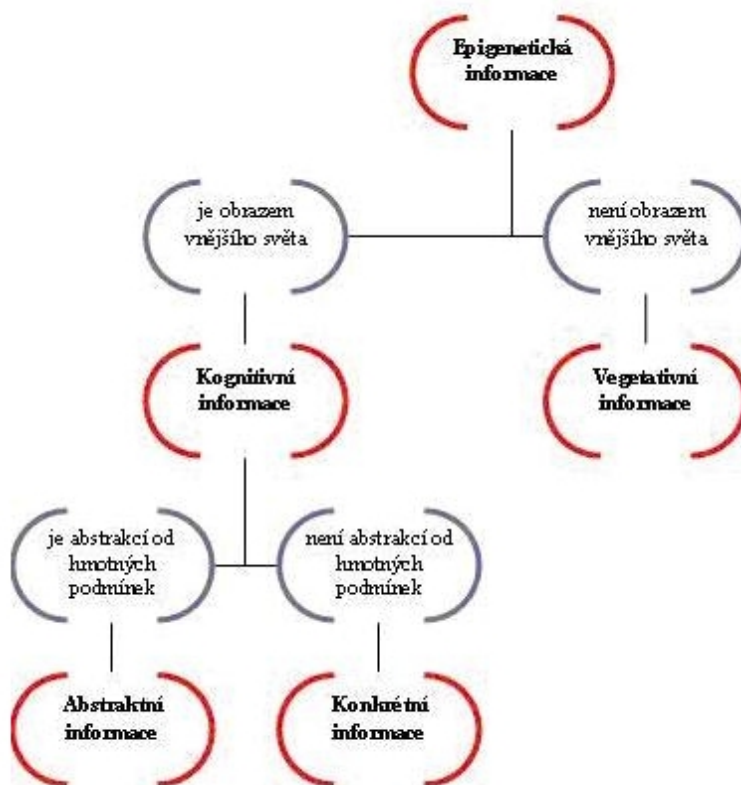 Epigenetická
informace
je obrazem
vnějšího světa
není obrazem
vnějšího světa
Kognitivní
informace
Vegetativní
informace
je abstrakcí od
hmotných
podmínek
není abstrakcí od
hmotných
podmínek
Abstraktní
informace
Konkrétní
informace